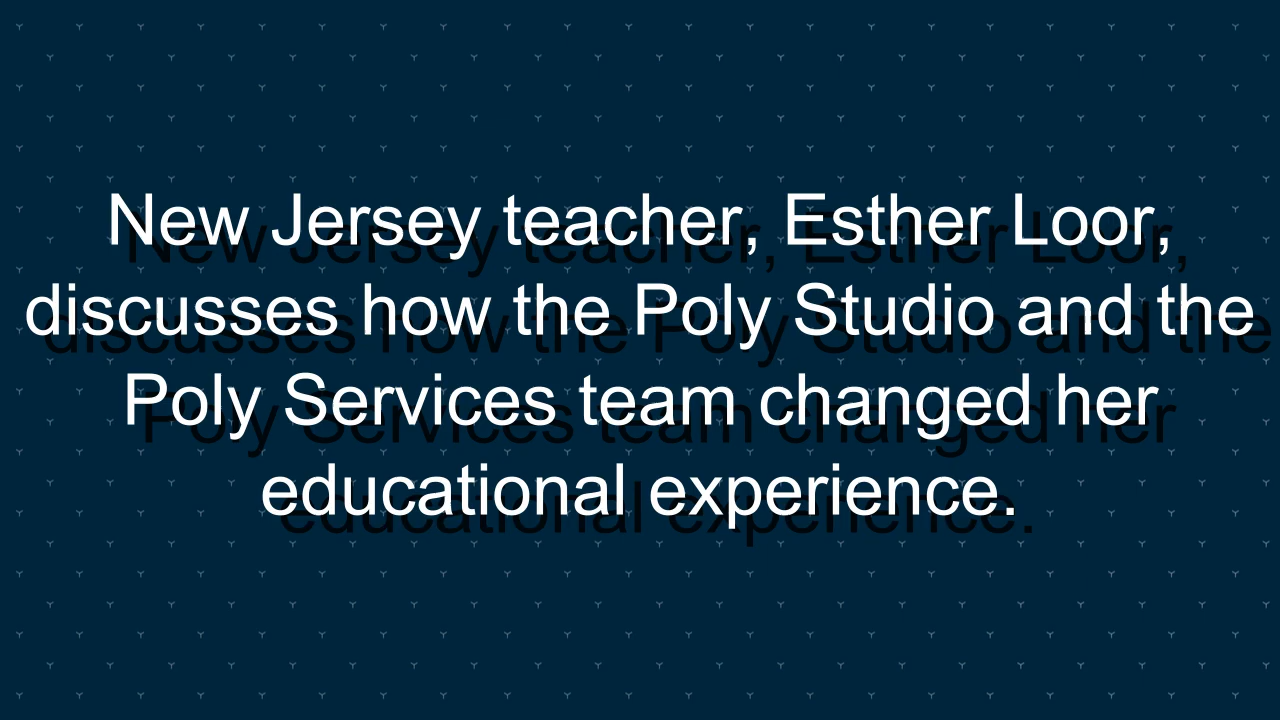 New Jersey teacher, Esther Loor,
discusses how the Poly Studio and the
Poly Services team changed her
educational experience.